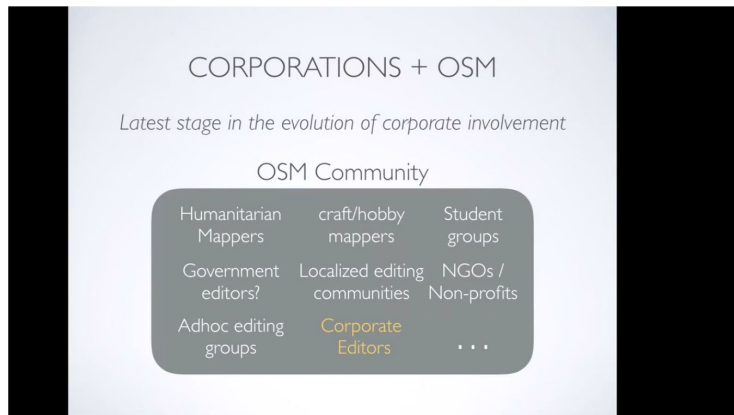 CORPORATIONS + OSM
Latest stage in the evolution of corporate involvement
OSM Community
Humanitarian Mappers
craft/hobby mappers
Student groups
Government editors?
Localized editing communities
NGOs / Non-profits
Adhoc editing groups
Corporate Editors
...